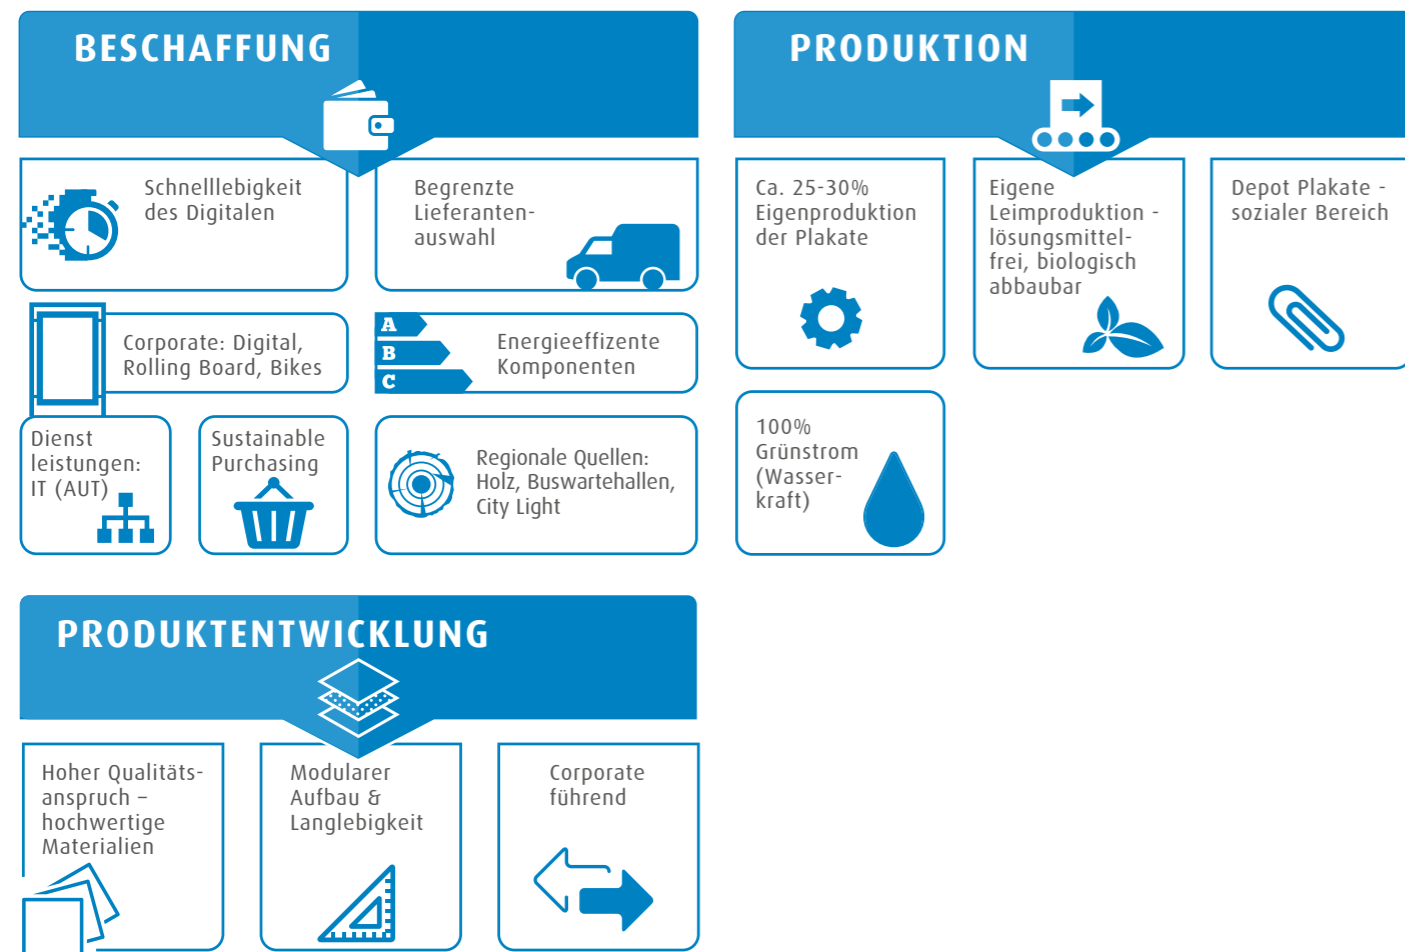 BESCHAFFUNG
Schnelllebigkeit
des Digitalen
Begrenzte
Lieferanten-
auswahl
Corporate: Digital,
Rolling Board, Bikes
A
B
C
Energieeffizente
Komponenten
Dienst
leistungen:
IT (AUT)
Sustainable
Purchasing
Regionale Quellen:
Holz, Buswartehallen,
City Light
PRODUKTION
Ca. 25-30%
Eigenproduktion
der Plakate
Eigene
Leimproduktion -
lösungsmittel-
frei, biologisch
abbaubar
Depot Plakate -
sozialer Bereich
100%
Grünstrom
(Wasser-
kraft)
PRODUKTENTWICKLUNG
Hoher Qualitäts-
anspruch –
hochwertige
Materialien
Modularer
Aufbau &
Langlebigkeit
Corporate
führend